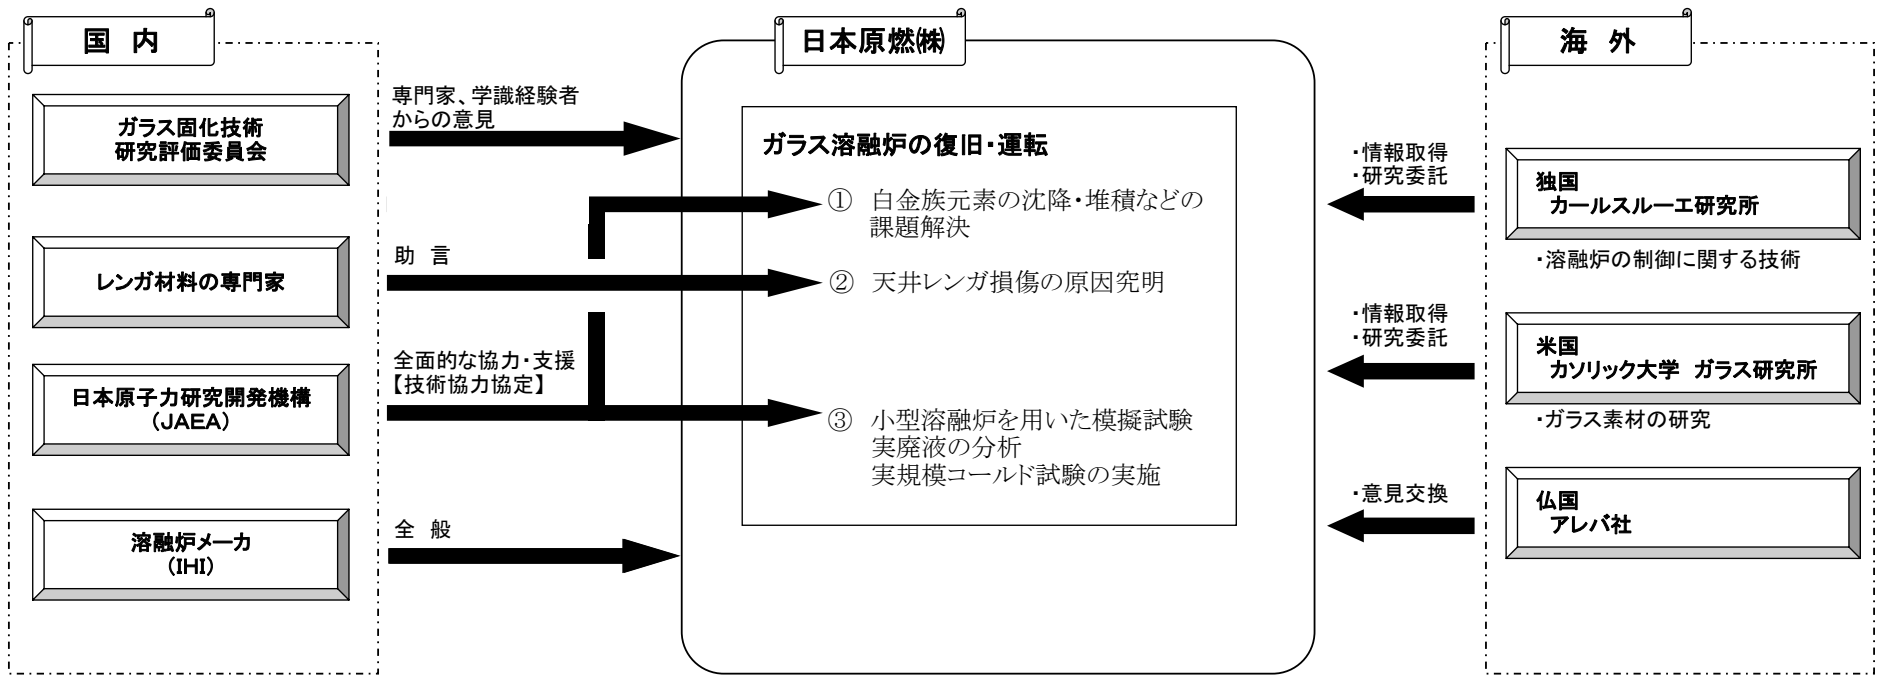 国 内
ガラス固化技術
研究評価委員会
レンガ材料の専門家
日本原子力研究開発機構
(JAEA)
溶融炉メーカ
(IHI)
専門家、学識経験者
からの意見
助 言
全面的な協力・支援
【技術協力協定】
全 般
日本原燃㈱
ガラス溶融炉の復旧・運転
① 白金族元素の沈降・堆積などの
課題解決
② 天井レンガ損傷の原因究明
③ 小型溶融炉を用いた模擬試験
実廃液の分析
実規模コールド試験の実施
・情報取得
・研究委託
・情報取得
・研究委託
・意見交換
海 外
独国
カールスルーエ研究所
・溶融炉の制御に関する技術
米国
カソリック大学 ガラス研究所
・ガラス素材の研究
仏国
アレバ社